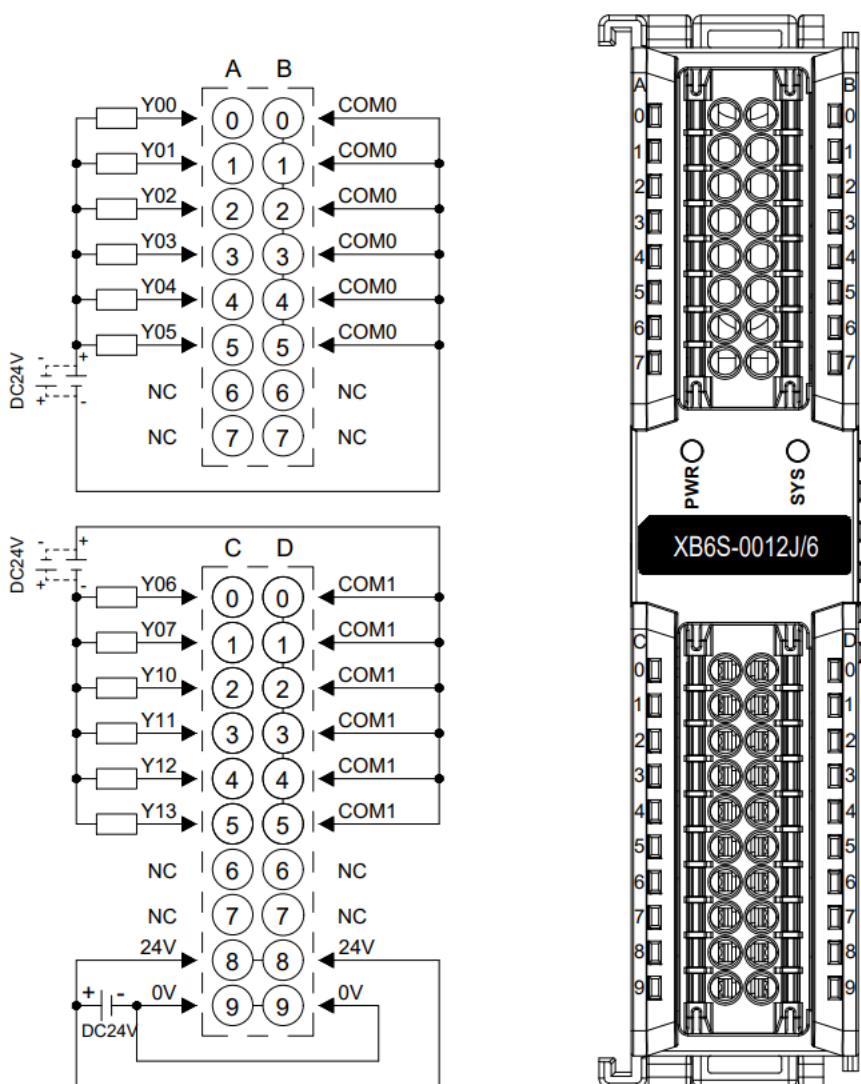 A B
Y00 0 0 COM0
Y01 1 1 COM0
Y02 2 2 COM0
Y03 3 3 COM0
Y04 4 4 COM0
Y05 5 5 COM0
DC24V - + + -
NC 6 6 NC
NC 7 7 NC
DC24V - + + -
C D
Y06 0 0 COM1
Y07 1 1 COM1
Y10 2 2 COM1
Y11 3 3 COM1
Y12 4 4 COM1
Y13 5 5 COM1
NC 6 6 NC
NC 7 7 NC
24V 8 8 24V
+ - 0V 9 9 0V
DC24V
A B
0 0
1 1
2 2
3 3
4 4
5 5
6 6
7 7
PWR SYS
XB6S-0012J/6
C D
0 0
1 1
2 2
3 3
4 4
5 5
6 6
7 7
8 8
9 9